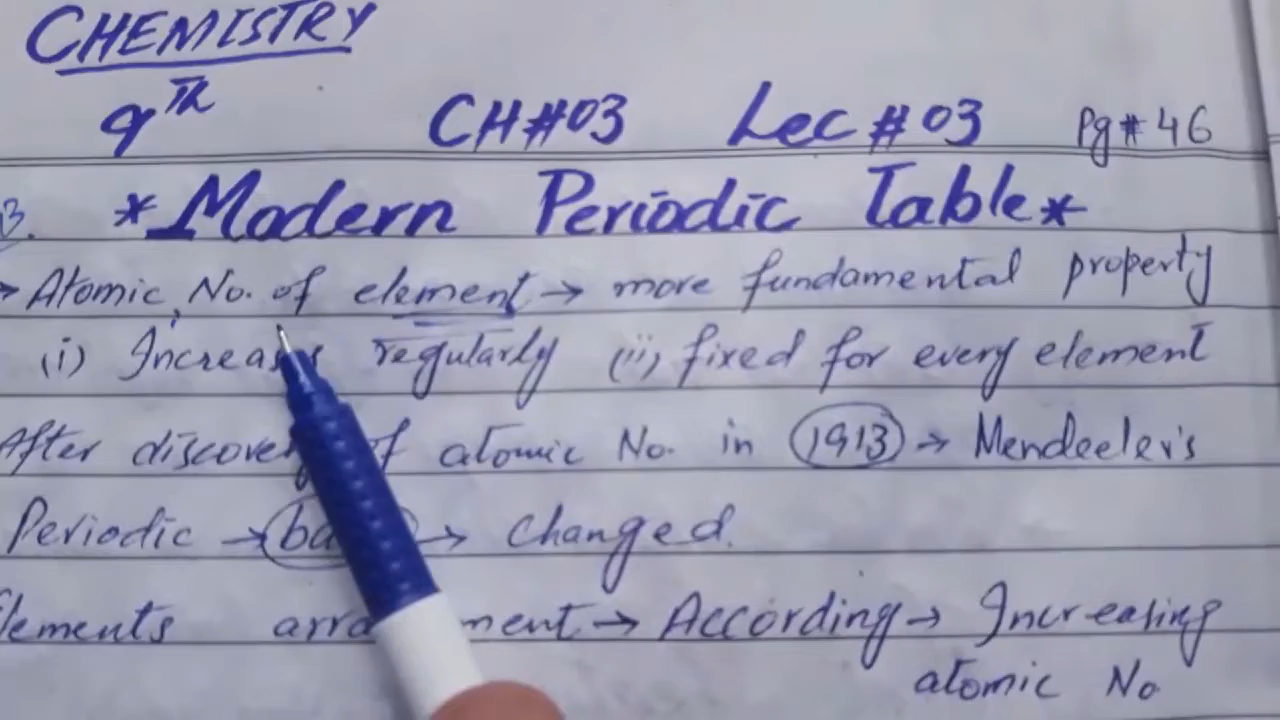 CHEMISTRY
9TH CH#03 Lec#03 Pg#46
3. *Modern Periodic Table*
→ Atomic No. of element → more fundamental property
(i) Increas regularly (ii) fixed for every element
After discovery of atomic No. in 1913 → Mendeelev's
Periodic → → Changed.
Elements → According → Increasing
atomic No